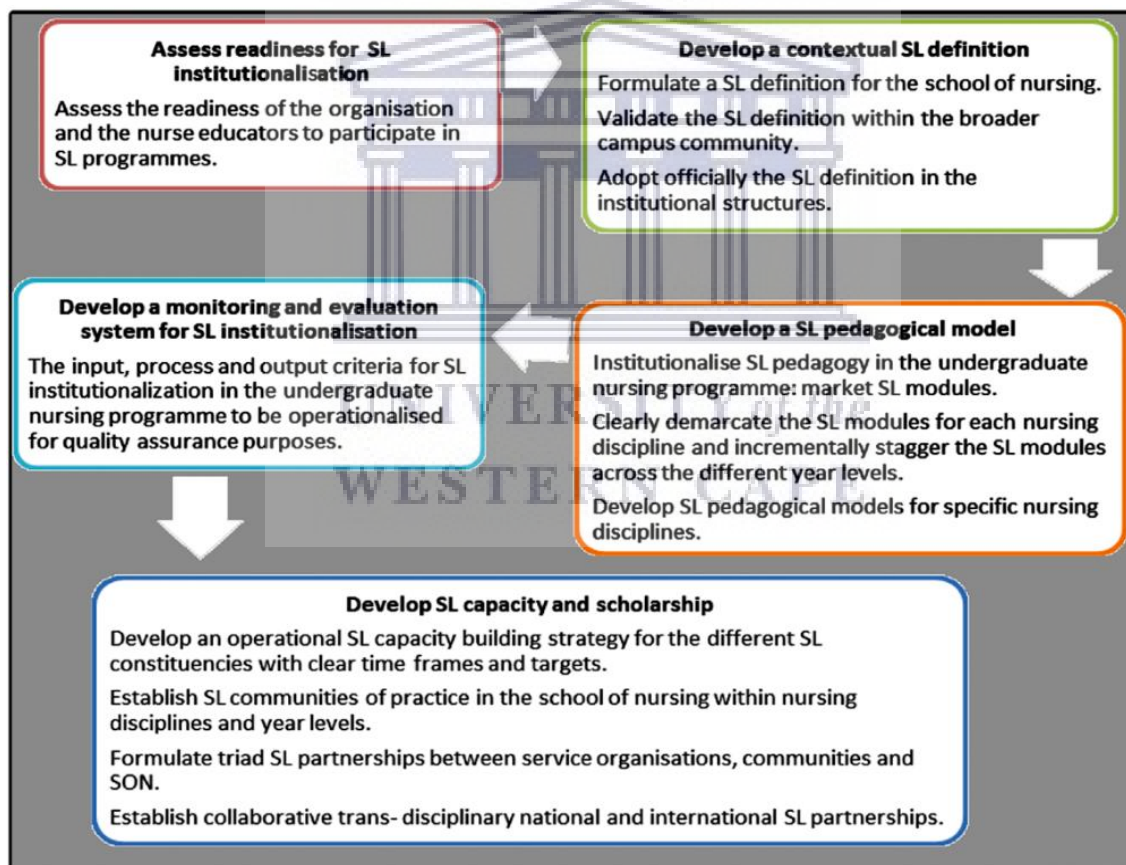 Assess readiness for SL
institutionalisation
Assess the readiness of the organisation
and the nurse educators to participate in
SL programmes.
Develop a contextual SL definition
Formulate a SL definition for the school of nursing.
Validate the SL definition within the broader
campus community.
Adopt officially the SL definition in the
institutional structures.
Develop a SL pedagogical model
Institutionalise SL pedagogy in the undergraduate
nursing programme: market SL modules.
Clearly demarcate the SL modules for each nursing
discipline and incrementally stagger the SL modules
across the different year levels.
Develop SL pedagogical models for specific nursing
disciplines.
Develop a monitoring and evaluation
system for SL institutionalisation
The input, process and output criteria for SL
institutionalization in the undergraduate
nursing programme to be operationalised
for quality assurance purposes.
UNIVERSITY of the
WESTERN CAPE
Develop SL capacity and scholarship
Develop an operational SL capacity building strategy for the different SL
constituencies with clear time frames and targets.
Establish SL communities of practice in the school of nursing within nursing
disciplines and year levels.
Formulate triad SL partnerships between service organisations, communities and
SON.
Establish collaborative trans- disciplinary national and international SL partnerships.